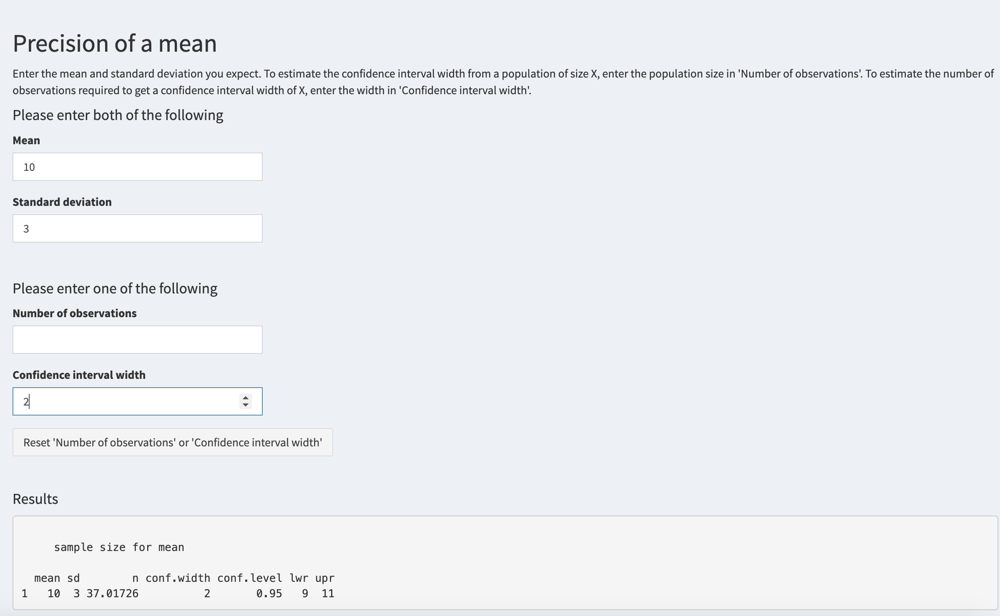 Precision of a mean
Enter the mean and standard deviation you expect. To estimate the confidence interval width from a population of size X, enter the population size in 'Number of observations'. To estimate the number of
observations required to get a confidence interval width of X, enter the width in 'Confidence interval width'.
Please enter both of the following
Mean
10
Standard deviation
3
Please enter one of the following
Number of observations
Confidence interval width
2
Reset 'Number of observations' or 'Confidence interval width'
Results
sample size for mean
mean sd n conf.width conf.level lwr upr
1 10 3 37.01726 2 0.95 9 11